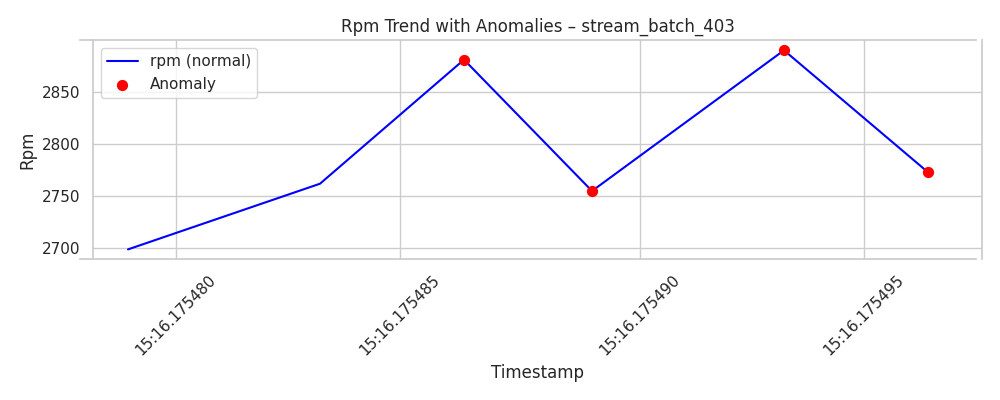 Rpm Trend with Anomalies – stream_batch_403
rpm (normal)
Anomaly
Rpm
2850
2800
2750
2700
15:16.175480
15:16.175485
15:16.175490
15:16.175495
Timestamp